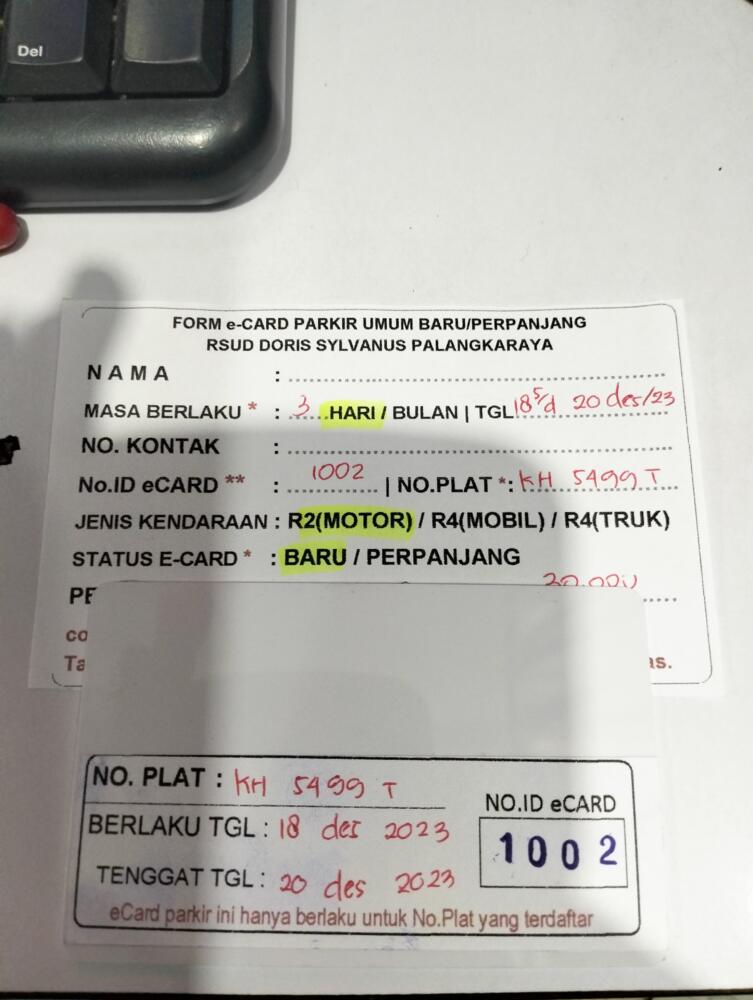 Del
FORM e-CARD PARKIR UMUM BARU/PERPANJANG
RSUD DORIS SYLVANUS PALANGKARAYA
NAMA :
MASA BERLAKU * : 3 HARI / BULAN | TGL 18 s/d 20 des/23
NO. KONTAK :
No.ID eCARD ** : 1002 | NO.PLAT *: KH 5499 T
JENIS KENDARAAN : R2(MOTOR) / R4(MOBIL) / R4(TRUK)
STATUS E-CARD * : BARU / PERPANJANG
NO. PLAT : KH 5499 T
BERLAKU TGL : 18 des 2023
TENGGAT TGL : 20 des 2023
NO.ID eCARD
1002
eCard parkir ini hanya berlaku untuk No.Plat yang terdaftar